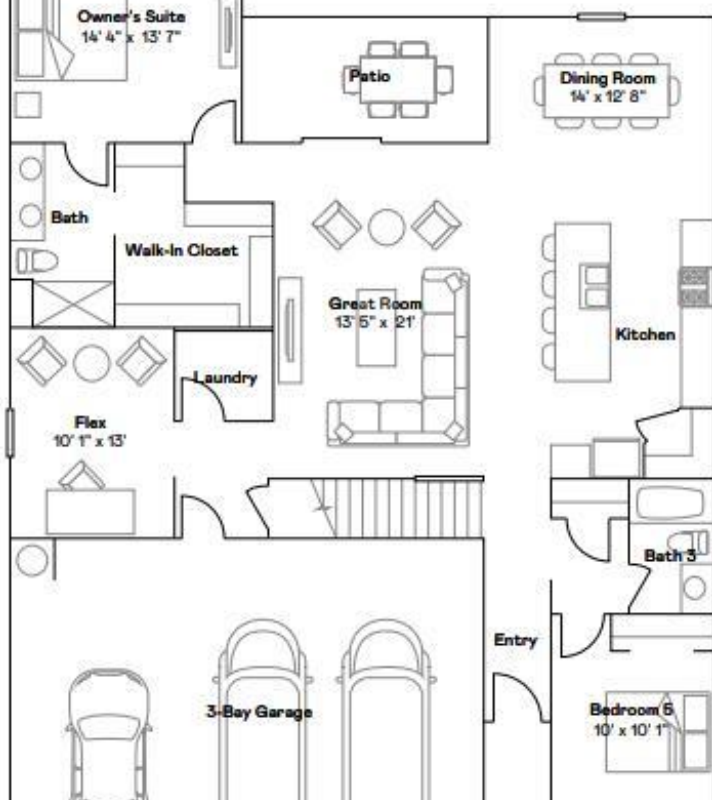 Owner's Suite
14' 4" x 13' 7"
Patio
Dining Room
14' x 12' 8"
Bath
Walk-In Closet
Great Room
13' 5" x 21'
Kitchen
Laundry
Flex
10' 1" x 13'
Bath 3
Entry
3-Bay Garage
Bedroom 5
10' x 10' 1"